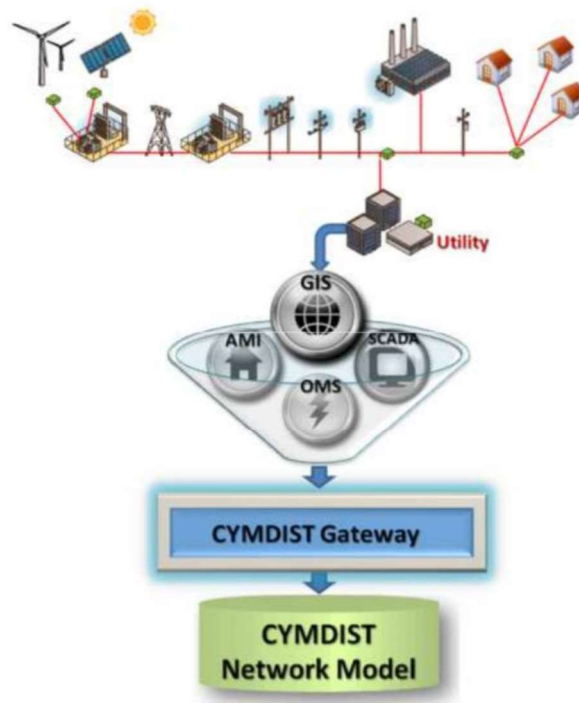 Utility
GIS
AMI
SCADA
OMS
CYMDIST Gateway
CYMDIST
Network Model